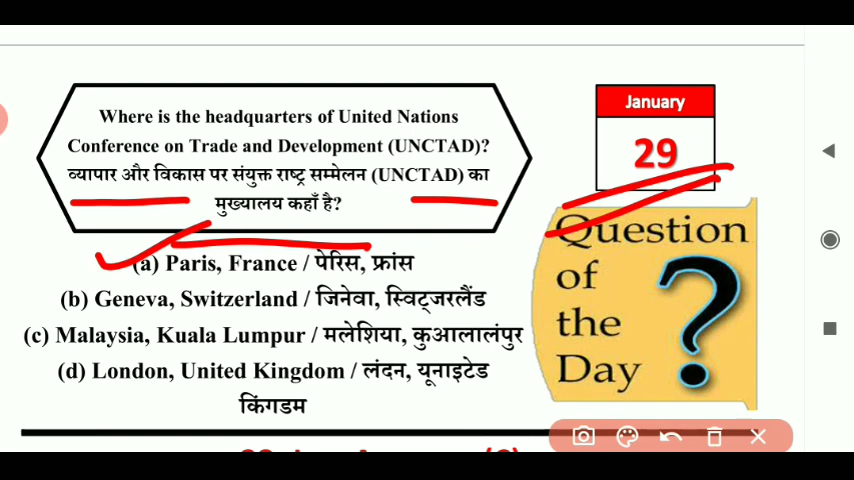 Where is the headquarters of United Nations
Conference on Trade and Development (UNCTAD)?
व्यापार और विकास पर संयुक्त राष्ट्र सम्मेलन (UNCTAD) का
मुख्यालय कहाँ है?
(a) Paris, France / पेरिस, फ्रांस
(b) Geneva, Switzerland / जिनेवा, स्विट्जरलैंड
(c) Malaysia, Kuala Lumpur / मलेशिया, कुआलालंपुर
(d) London, United Kingdom / लंदन, यूनाइटेड
किंगडम
January
29
Question
of
the
Day
?